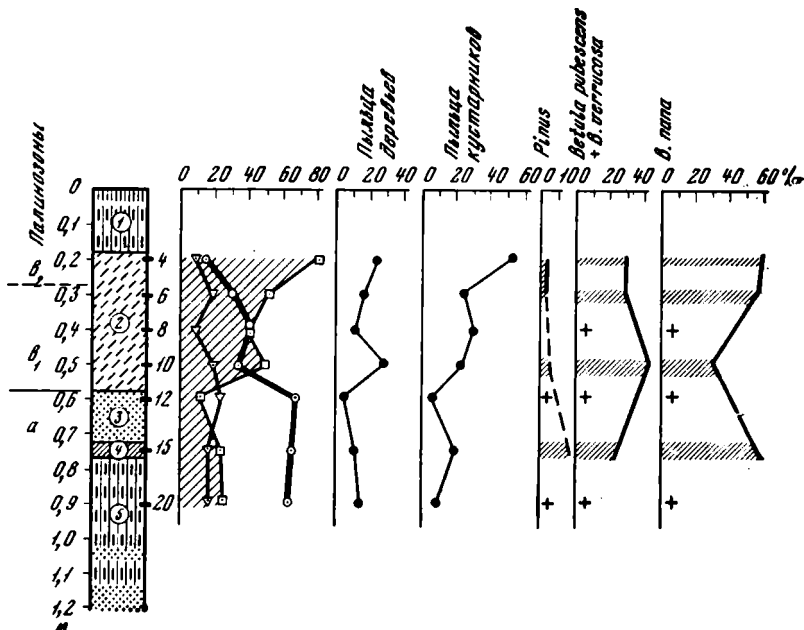 Палинозоны
Пыльца
деревьев
Пыльца
кустарников
Pinus
Betula pubescens
+ B. verrucosa
B. nana
0 20 40 60 80
0 20 40
0 20 40 60
0 100
0 20 40
0 20 40 60 %
0
0,1
0,2
0,3
0,4
0,5
0,6
0,7
0,8
0,9
1,0
1,1
1,2
м
в2
в1
а
1
2
3
4
5
4
6
8
10
12
15
20
+
+
+
+
+
+
+
+